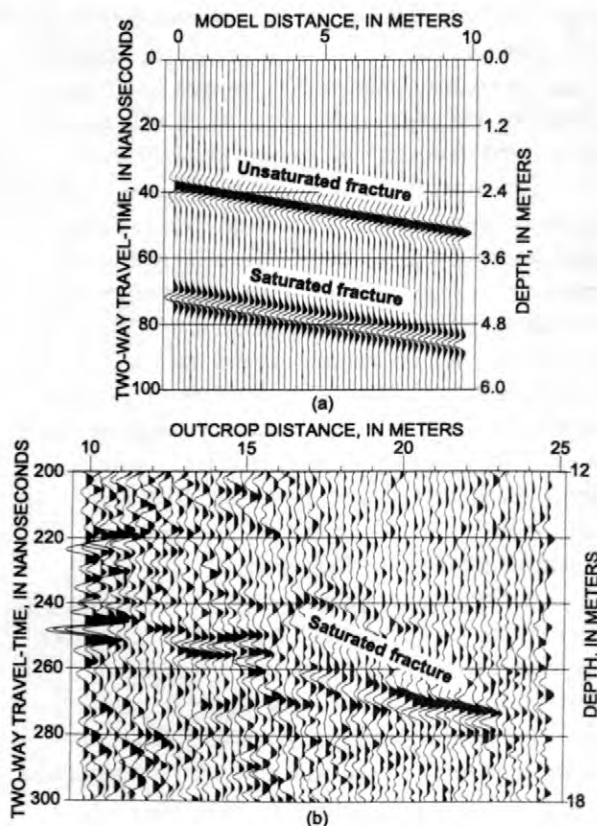 MODEL DISTANCE, IN METERS
0 5 10
TWO-WAY TRAVEL-TIME, IN NANOSECONDS
0 0.0
20 1.2
Unsaturated fracture
40 2.4
60 3.6
Saturated fracture
80 4.8
100 6.0
DEPTH, IN METERS
(a)
OUTCROP DISTANCE, IN METERS
10 15 20 25
TWO-WAY TRAVEL-TIME, IN NANOSECONDS
200 12
220
240
Saturated fracture
260
280
300 18
DEPTH, IN METERS
(b)